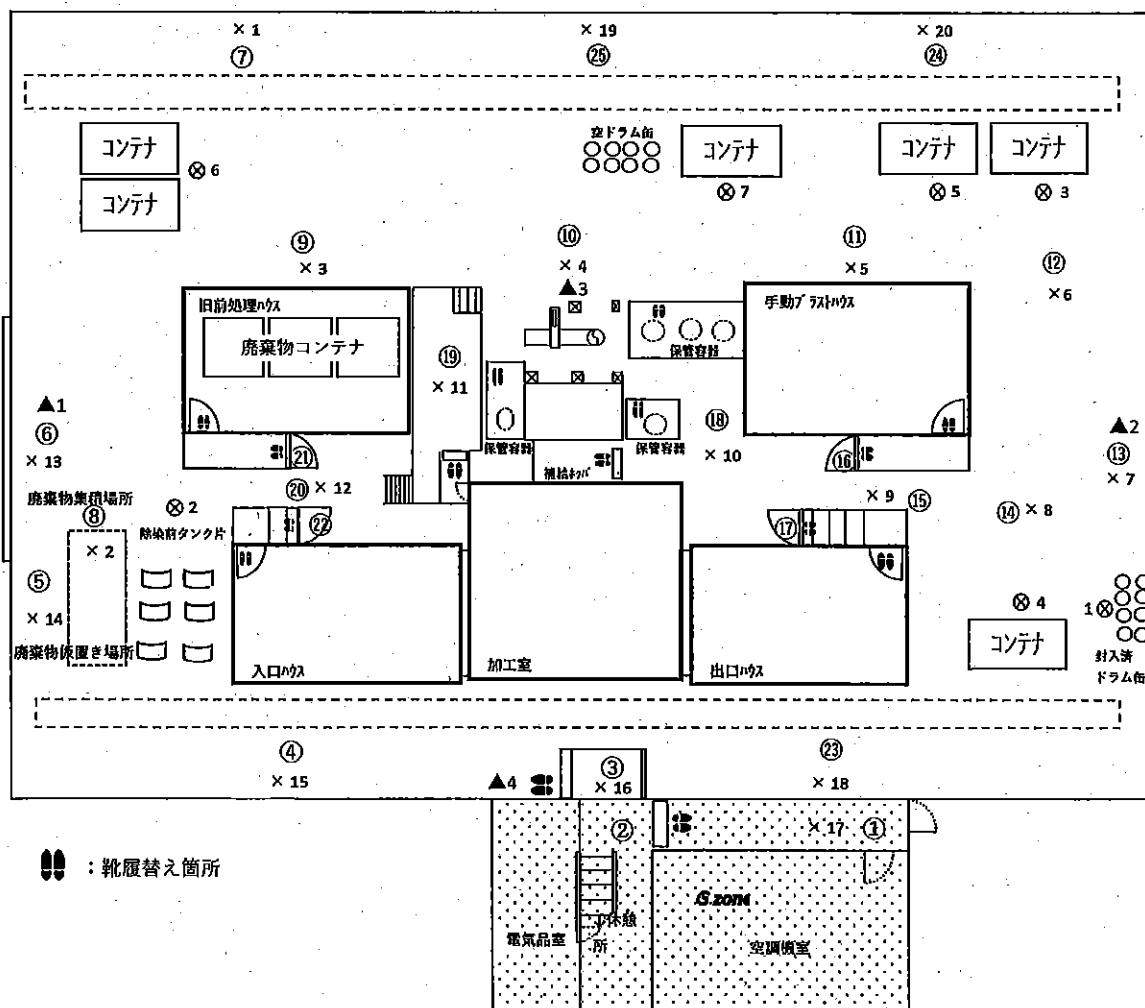 × 1
× 19
× 20
⑦
㉕
㉔
コンテナ
空ドラム缶
コンテナ
コンテナ
コンテナ
⊗ 6
コンテナ
⊗ 7
⊗ 5
⊗ 3
⑨
⑩
⑪
⑫
× 3
× 4
× 5
× 6
▲3
旧前処理ハウス
手動ブラストハウス
廃棄物コンテナ
保管容器
⑲
× 11
▲1
⑥
× 13
⑱
▲2
⑬
× 7
保管容器
保管容器
× 10
㉑
補給ホッパ
⑯
⑳
× 12
× 9
⑮
廃棄物集積場所
⑧
⊗ 2
除染前タンク片
㉒
⑰
⑭
× 8
× 2
⑤
× 14
⊗ 4
1 ⊗
コンテナ
廃棄物仮置き場所
入口ハウス
加工室
出口ハウス
封入済
ドラム缶
④
× 15
③
㉓
▲4
× 16
× 18
②
× 17
①
：靴履替え箇所
G.zone
休憩
所
電気品室
空調機室